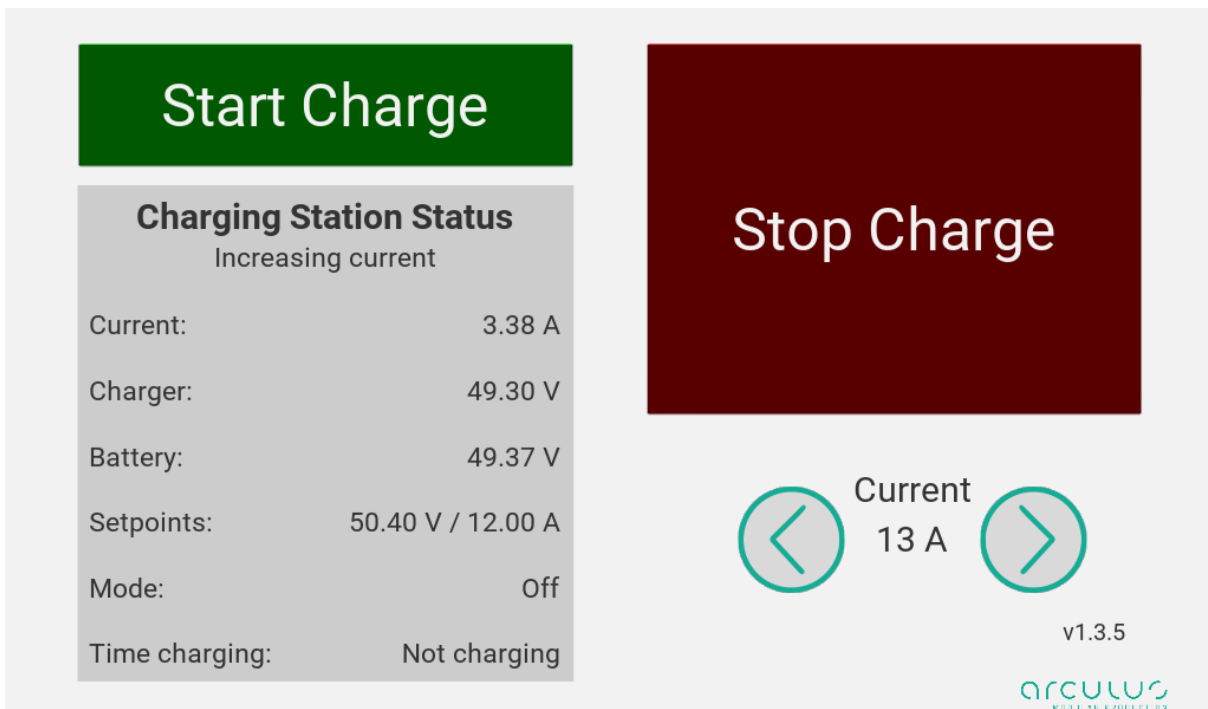 Start Charge
Charging Station Status
Increasing current
Current: 3.38 A
Charger: 49.30 V
Battery: 49.37 V
Setpoints: 50.40 V / 12.00 A
Mode: Off
Time charging: Not charging
Stop Charge
Current
13 A
v1.3.5
arculus